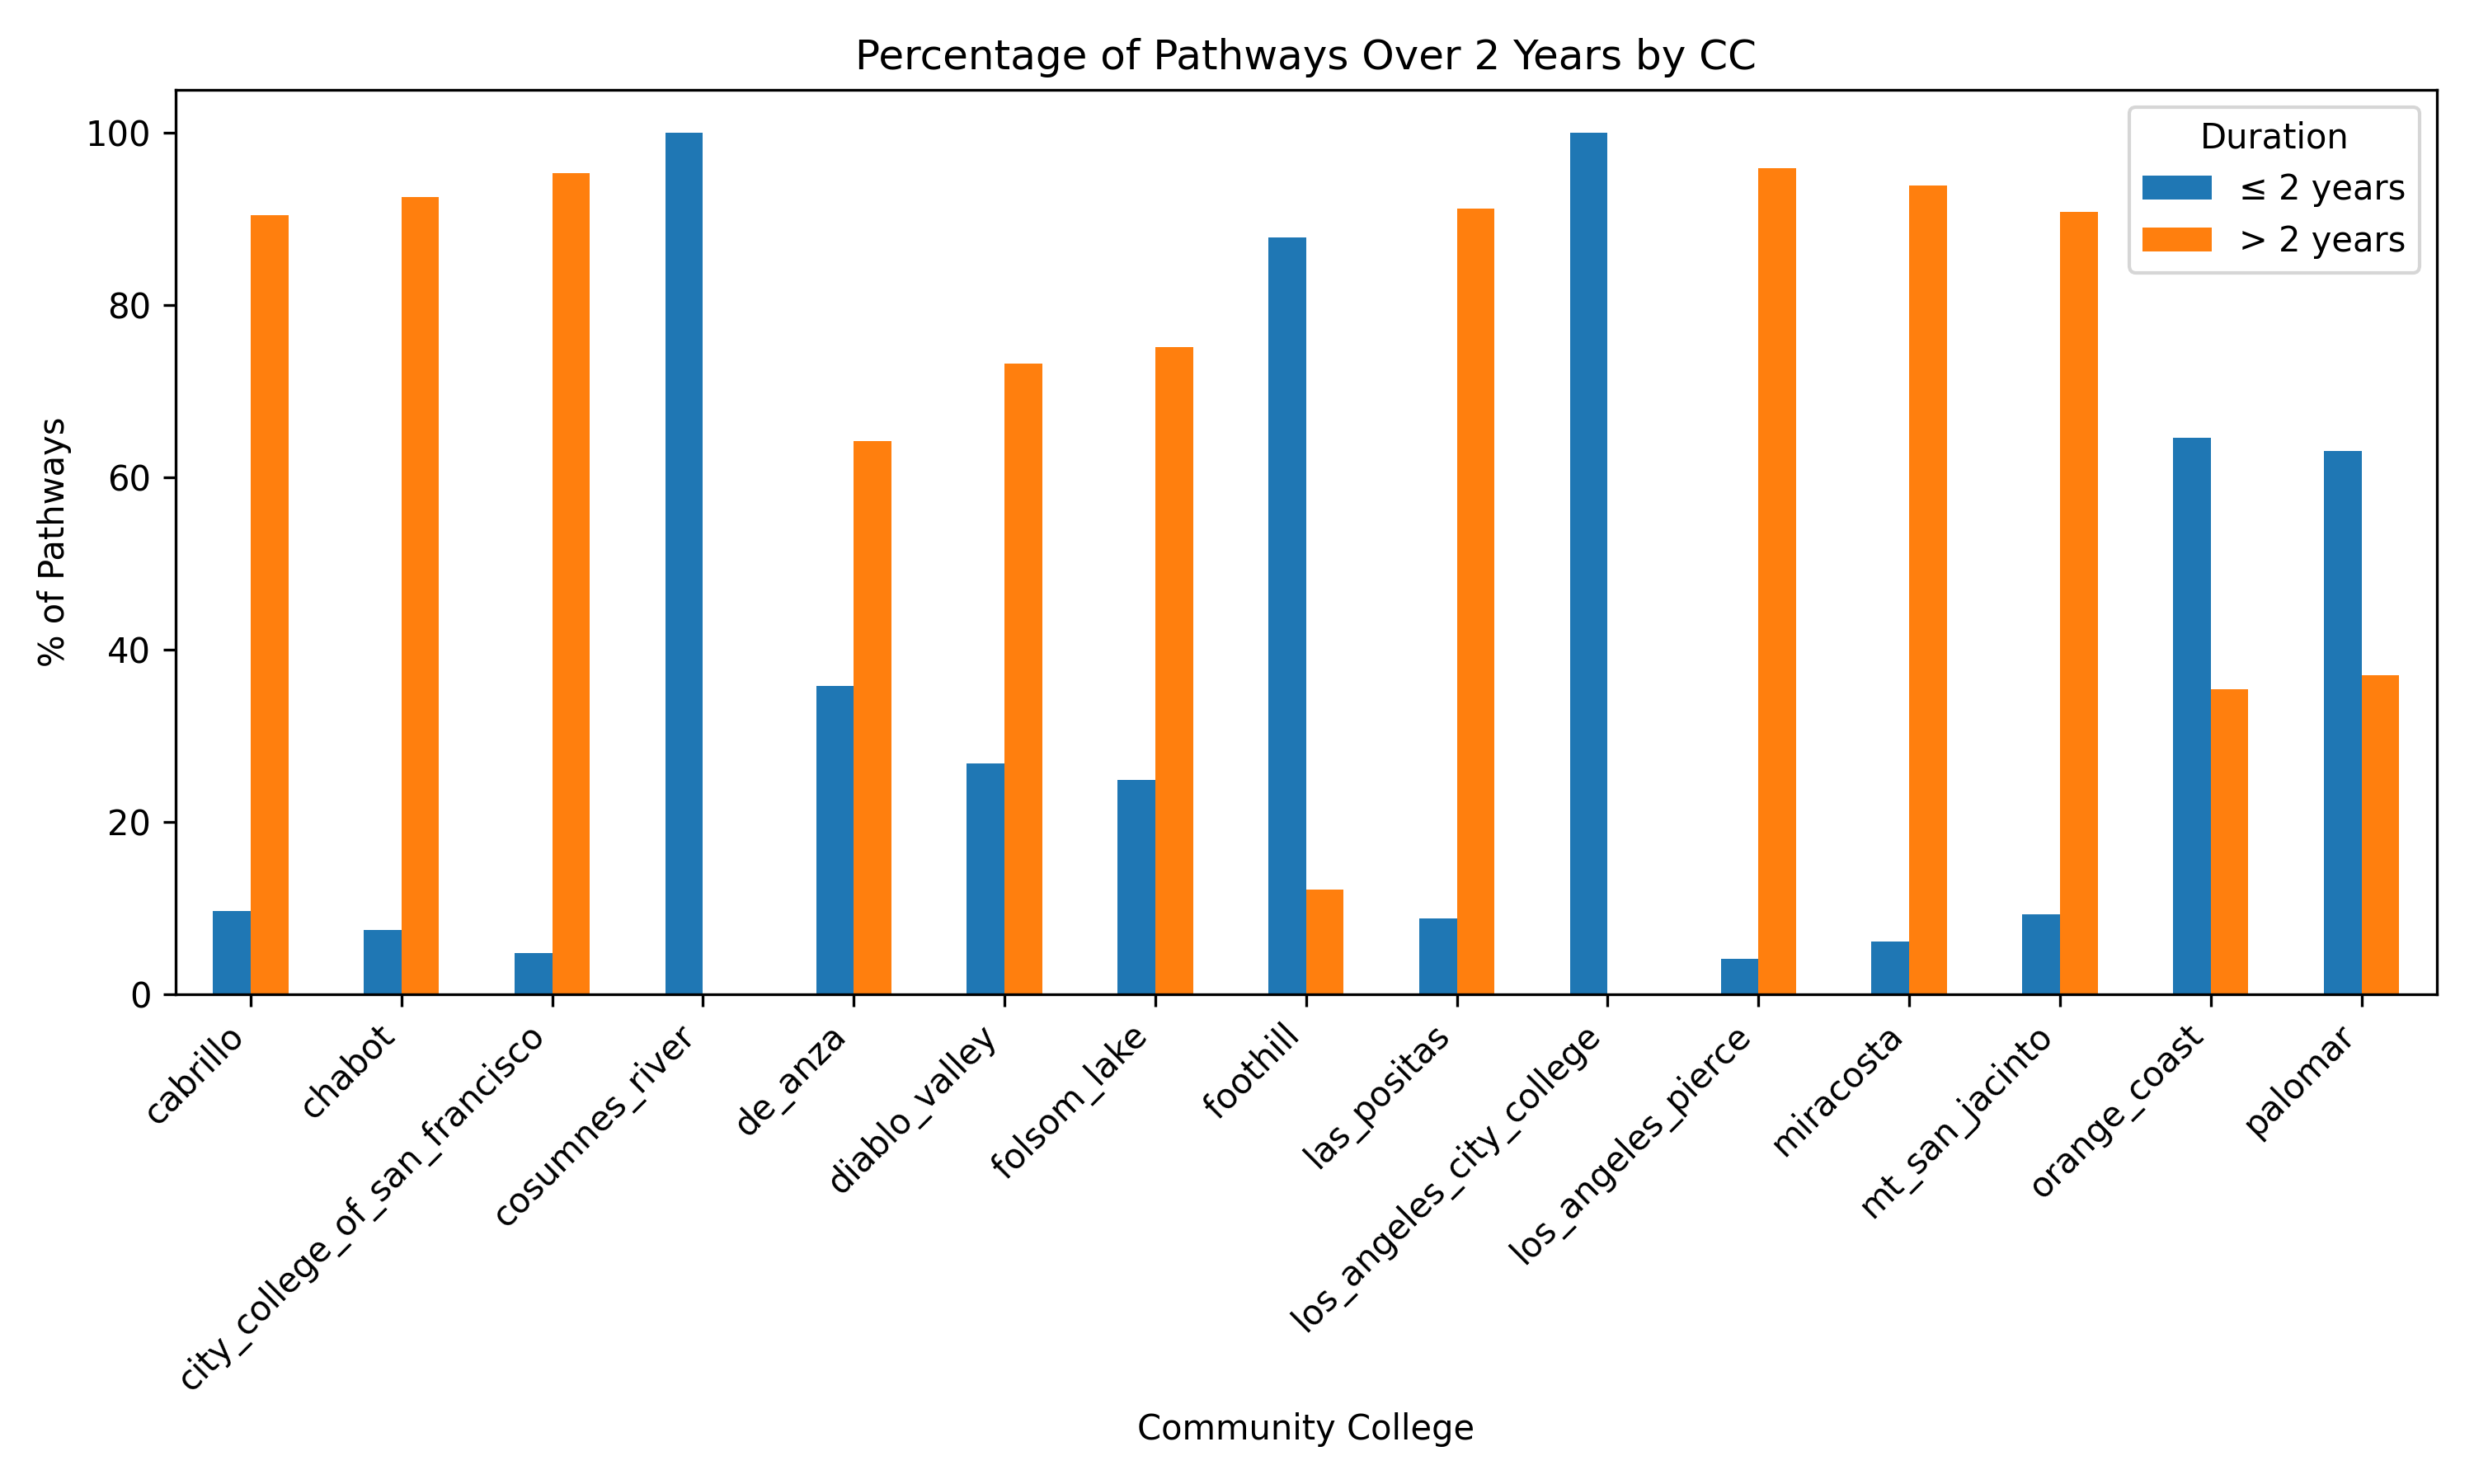 Percentage of Pathways Over 2 Years by CC
Duration
≤ 2 years
> 2 years
% of Pathways
100
80
60
40
20
0
cabrillo
chabot
city_college_of_san_francisco
cosumnes_river
de_anza
diablo_valley
folsom_lake
foothill
las_positas
los_angeles_city_college
los_angeles_pierce
miracosta
mt_san_jacinto
orange_coast
palomar
Community College